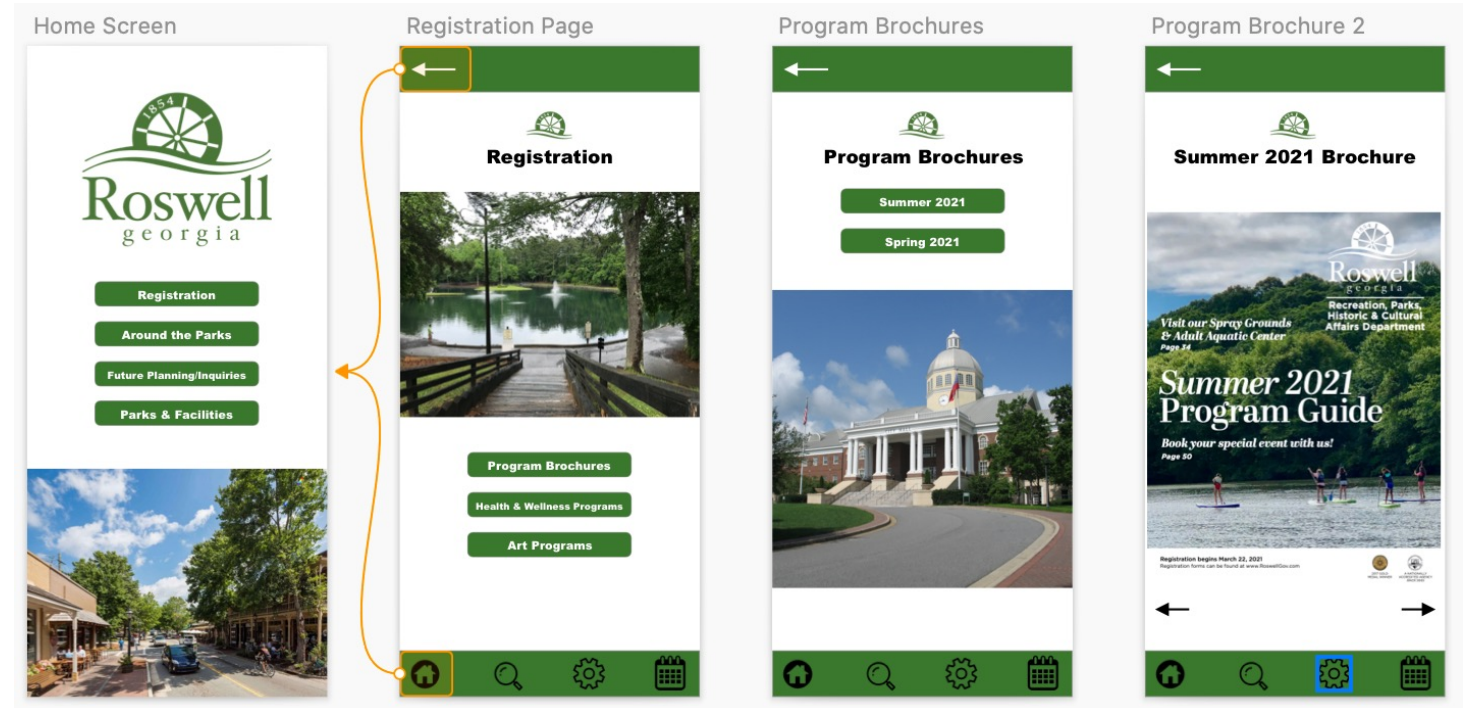 Home Screen
1854
Roswell
georgia
Registration
Around the Parks
Future Planning/Inquiries
Parks & Facilities
Registration Page
Registration
Program Brochures
Health & Wellness Programs
Art Programs
Program Brochures
Program Brochures
Summer 2021
Spring 2021
Program Brochure 2
Summer 2021 Brochure
Roswell
georgia
Recreation, Parks,
Historic & Cultural
Affairs Department
Visit our Spray Grounds
& Adult Aquatic Center
Page 34
Summer 2021
Program Guide
Book your special event with us!
Page 50
Registration begins March 22, 2021
Registration forms can be found at www.RoswellGov.com